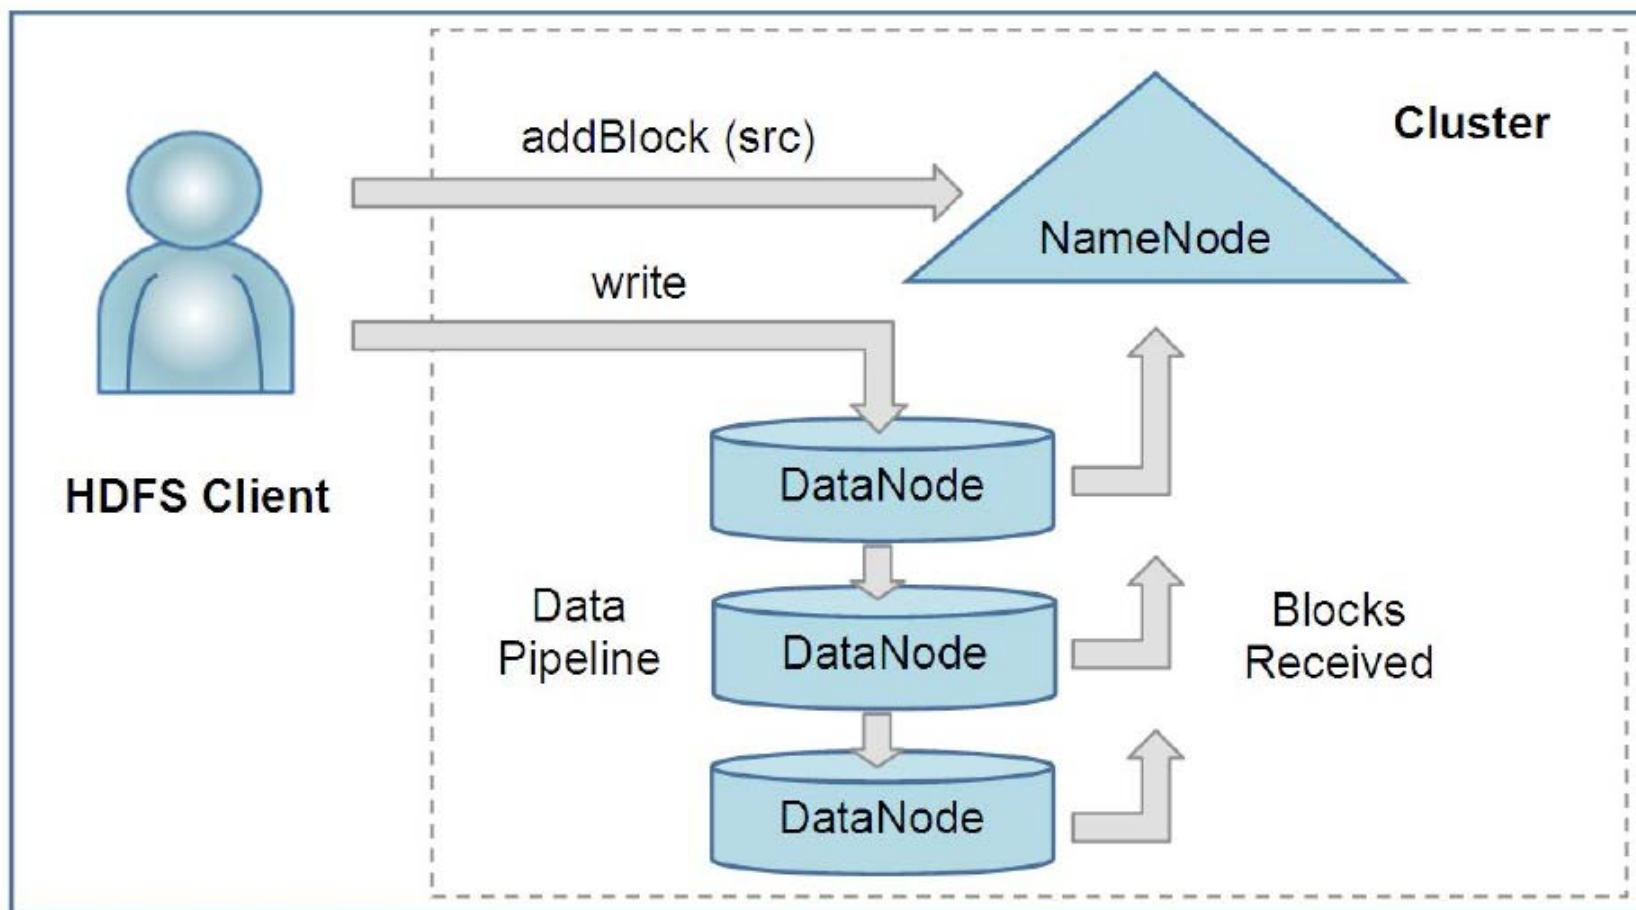 addBlock (src)
Cluster
NameNode
write
HDFS Client
DataNode
Data
Pipeline
DataNode
Blocks
Received
DataNode